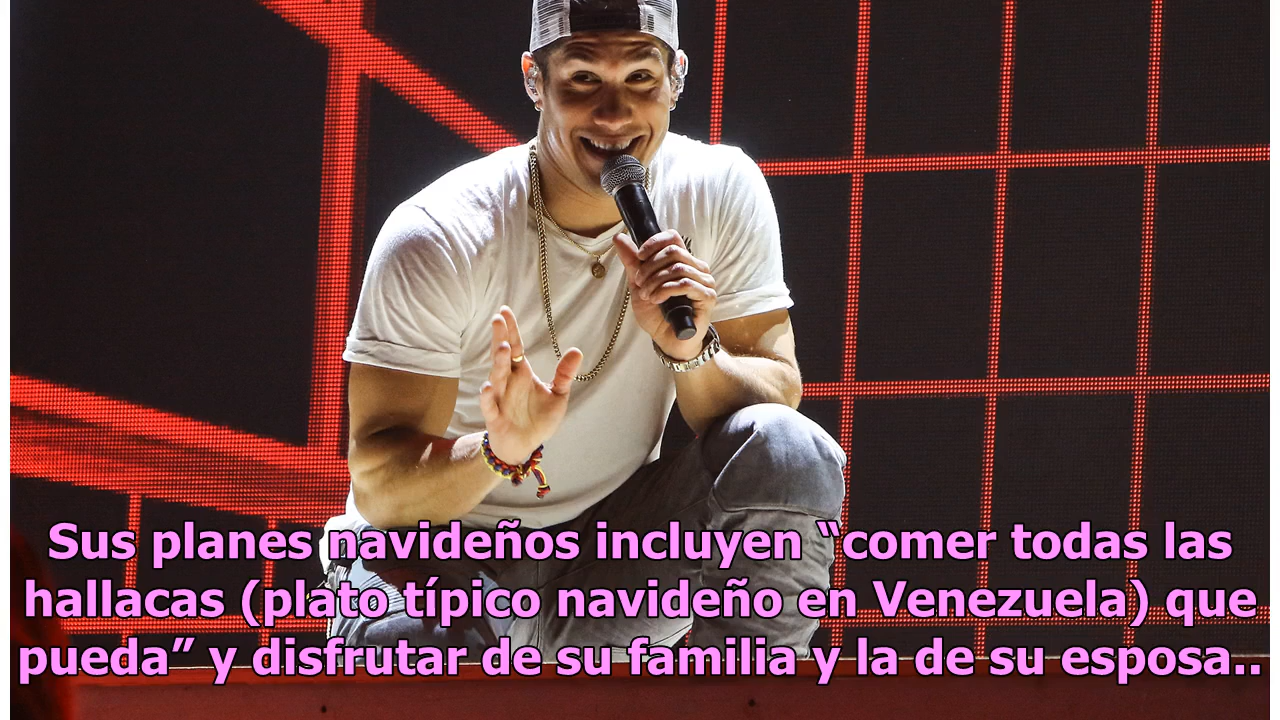 Sus planes navideños incluyen “comer todas las
hallacas (plato típico navideño en Venezuela) que
pueda” y disfrutar de su familia y la de su esposa..